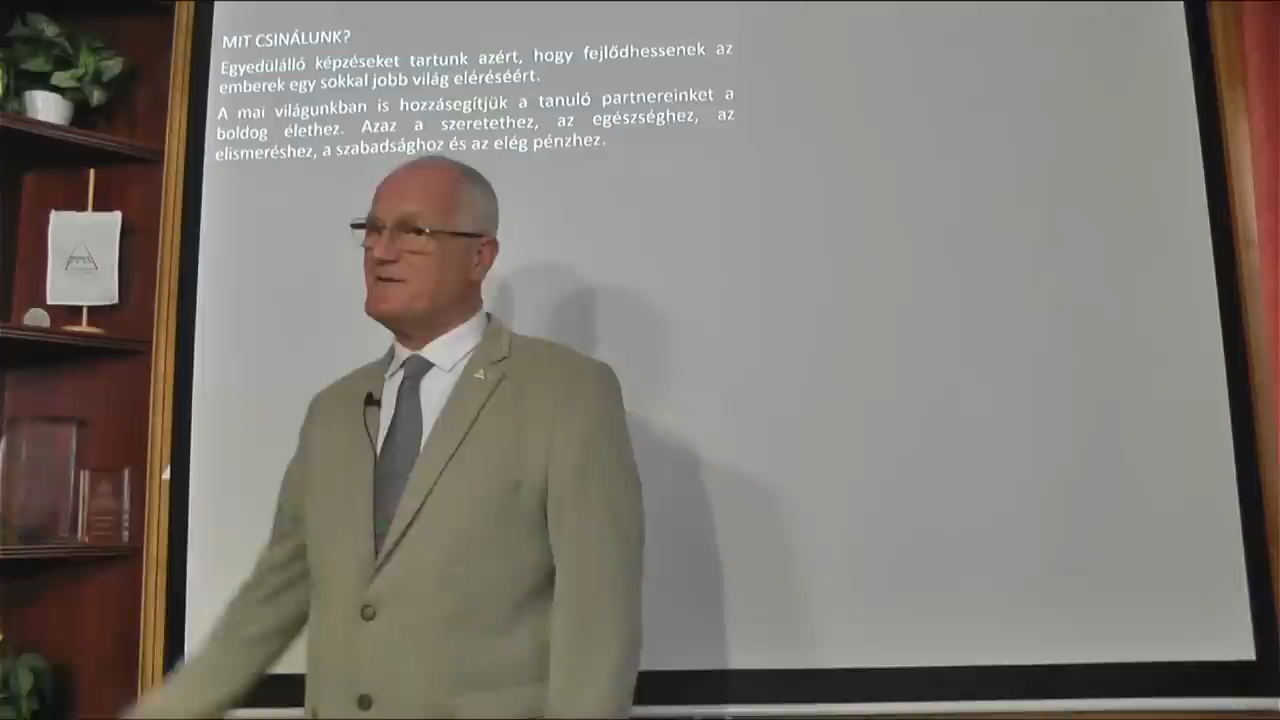 MIT CSINÁLUNK?
Egyedülálló képzéseket tartunk azért, hogy fejlődhessenek az
emberek egy sokkal jobb világ eléréséért.
A mai világunkban is hozzásegítjük a tanuló partnereinket a
boldog élethez. Azaz a szeretethez, az egészséghez, az
elismeréshez, a szabadsághoz és az elég pénzhez.